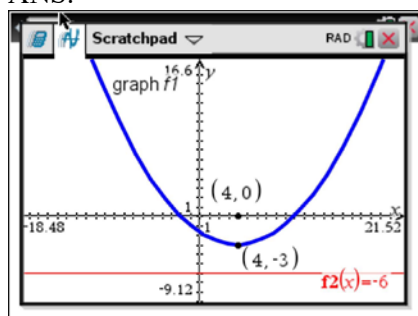 ANS:
Scratchpad RAD
16.6 y
graph f1
(4,0)
1 x
-18.48 1 21.52
(4,-3)
f2(x)=-6
-9.12